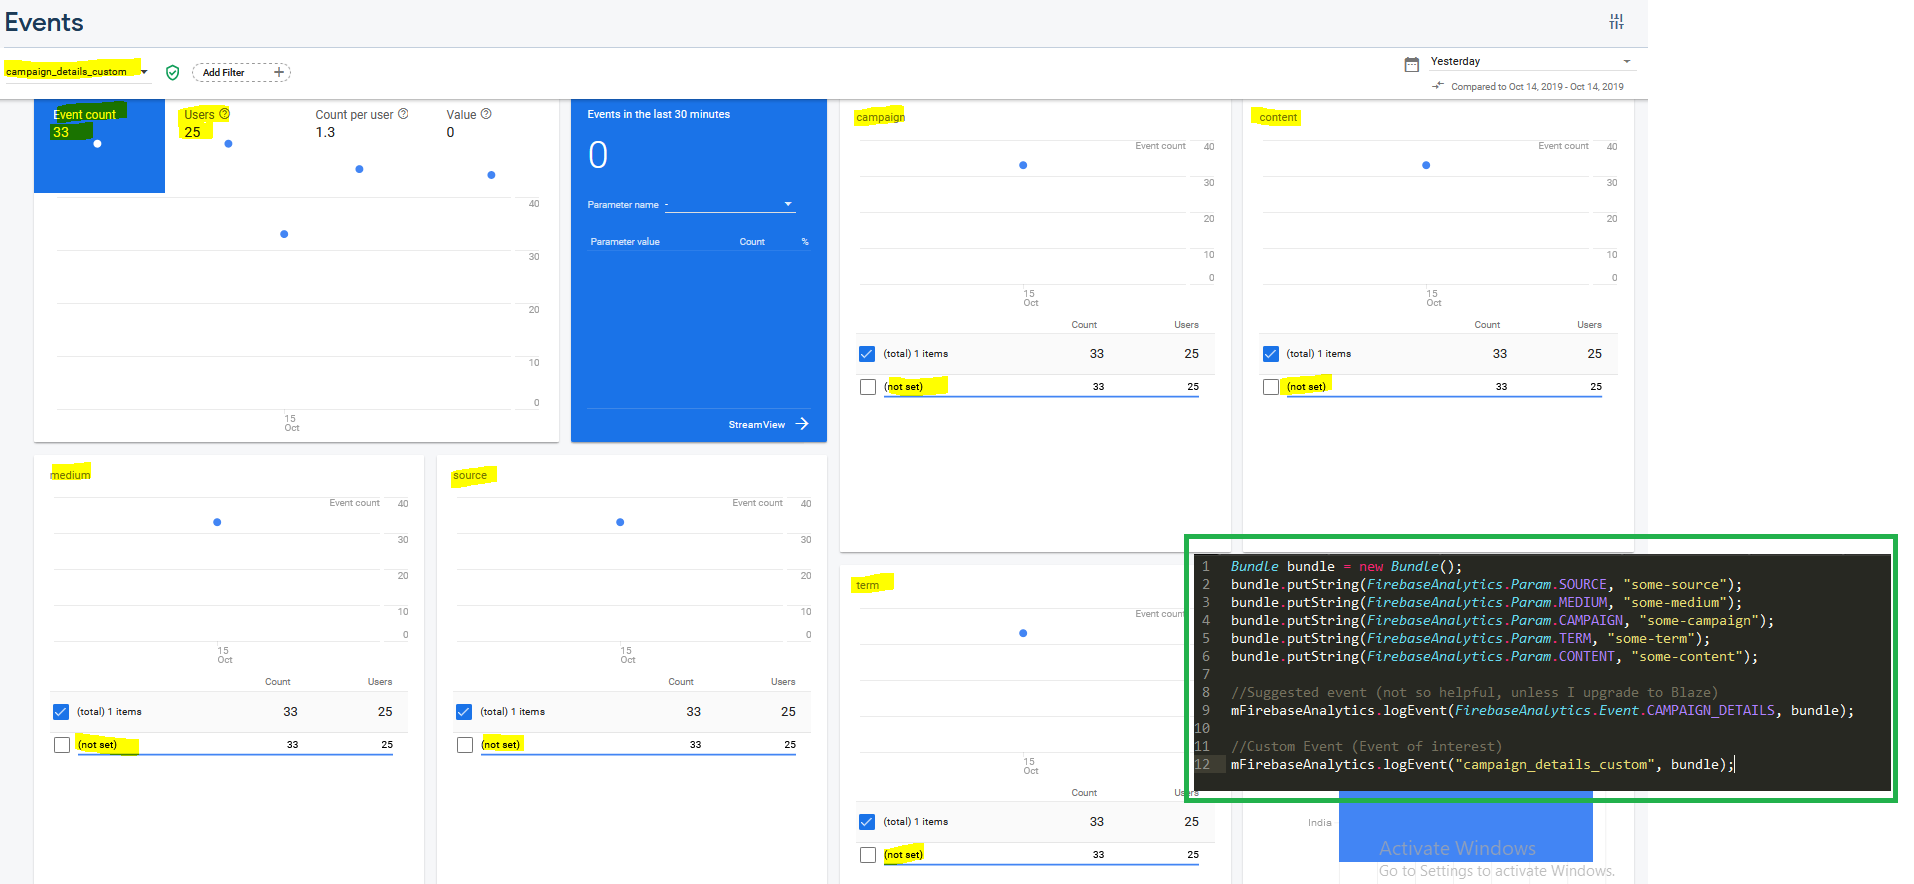 Events
campaign_details_custom
Add Filter +
Yesterday
Compared to Oct 14, 2019 - Oct 14, 2019
Event count
33
Users
25
Count per user
1.3
Value
0
40
30
20
10
0
15
Oct
Events in the last 30 minutes
0
Parameter name -
Parameter value Count %
StreamView
campaign
Event count 40
30
20
10
0
15
Oct
Count Users
(total) 1 items 33 25
(not set) 33 25
content
Event count 40
30
20
10
0
15
Oct
Count Users
(total) 1 items 33 25
(not set) 33 25
medium
Event count 40
30
20
10
0
15
Oct
Count Users
(total) 1 items 33 25
(not set) 33 25
source
Event count 40
30
20
10
0
15
Oct
Count Users
(total) 1 items 33 25
(not set) 33 25
term
Event count
15
Oct
Count Users
(total) 1 items 33 25
(not set) 33 25
1 Bundle bundle = new Bundle();
2 bundle.putString(FirebaseAnalytics.Param.SOURCE, "some-source");
3 bundle.putString(FirebaseAnalytics.Param.MEDIUM, "some-medium");
4 bundle.putString(FirebaseAnalytics.Param.CAMPAIGN, "some-campaign");
5 bundle.putString(FirebaseAnalytics.Param.TERM, "some-term");
6 bundle.putString(FirebaseAnalytics.Param.CONTENT, "some-content");
7
8 //Suggested event (not so helpful, unless I upgrade to Blaze)
9 mFirebaseAnalytics.logEvent(FirebaseAnalytics.Event.CAMPAIGN_DETAILS, bundle);
10
11 //Custom Event (Event of interest)
12 mFirebaseAnalytics.logEvent("campaign_details_custom", bundle);
India
Activate Windows
Go to Settings to activate Windows.